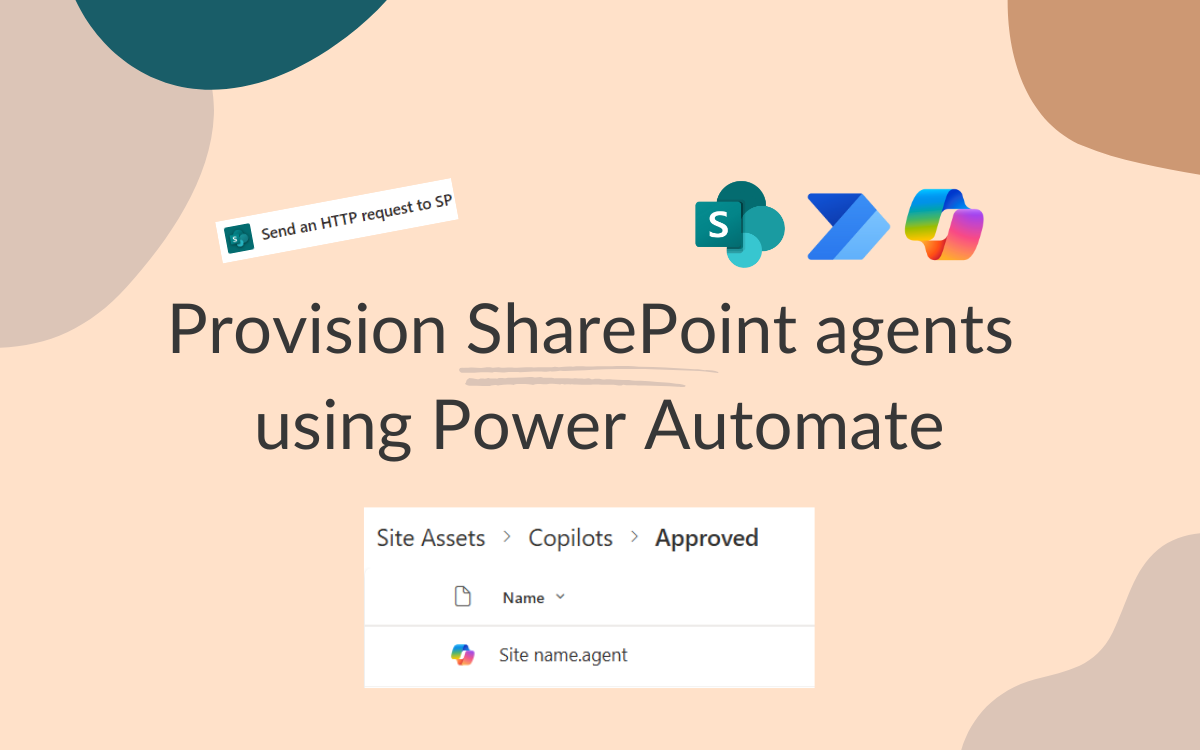 Send an HTTP request to SP
S
S
Provision SharePoint agents
using Power Automate
Site Assets > Copilots > Approved
Name
Site name.agent